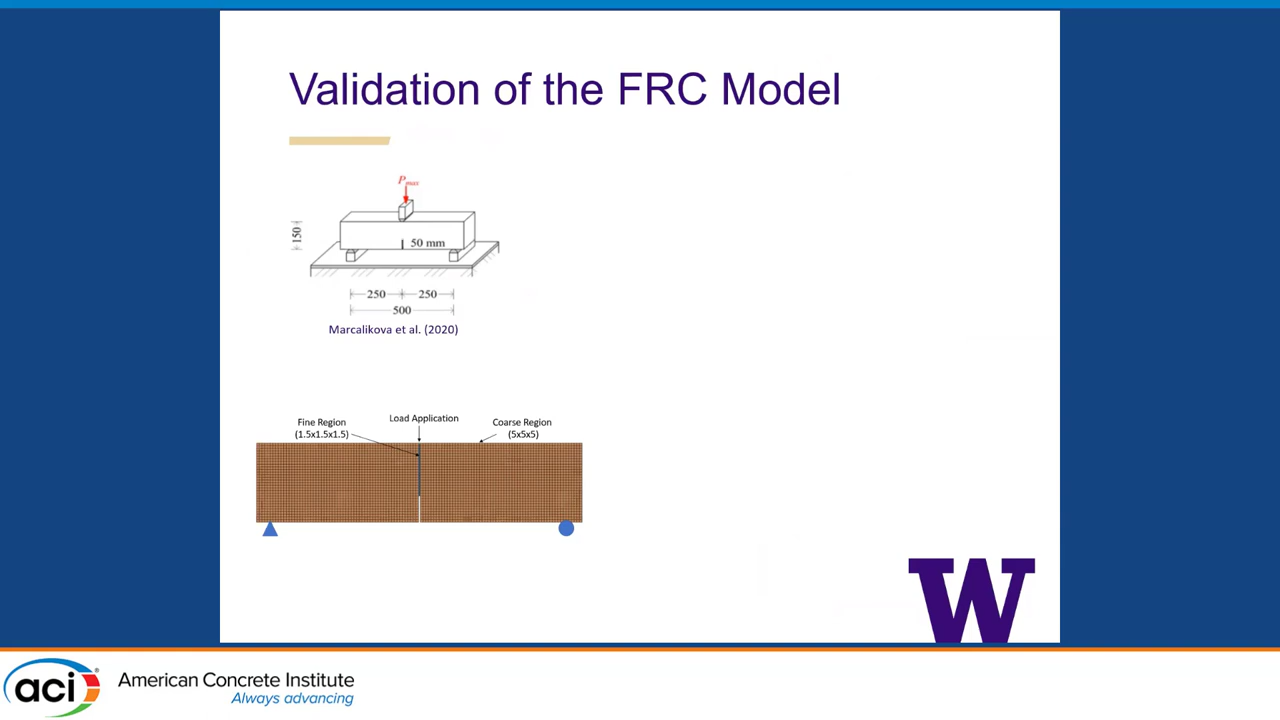 Validation of the FRC Model
Pmax
150
50 mm
250
250
500
Marcalikova et al. (2020)
Fine Region
(1.5x1.5x1.5)
Load Application
Coarse Region
(5x5x5)
W
aci®
American Concrete Institute
Always advancing